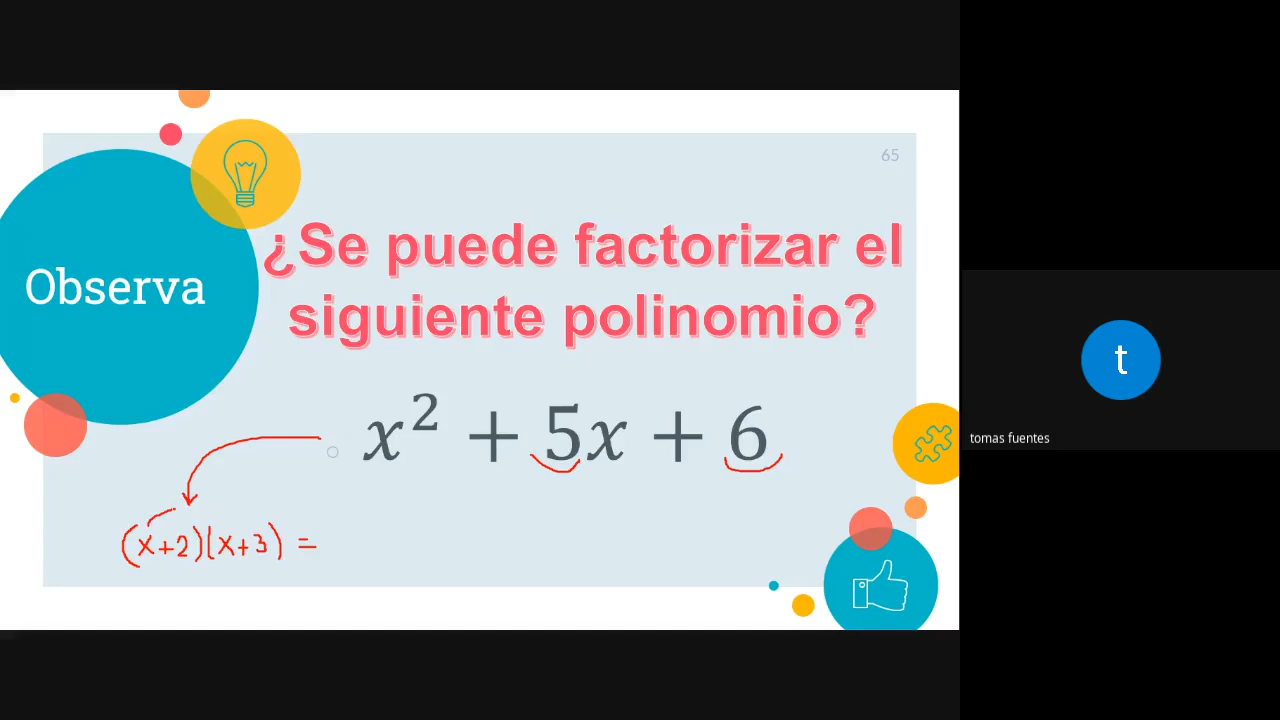 65
Observa
¿Se puede factorizar el
siguiente polinomio?
x² + 5x + 6
(x+2)(x+3) =
t
tomas fuentes